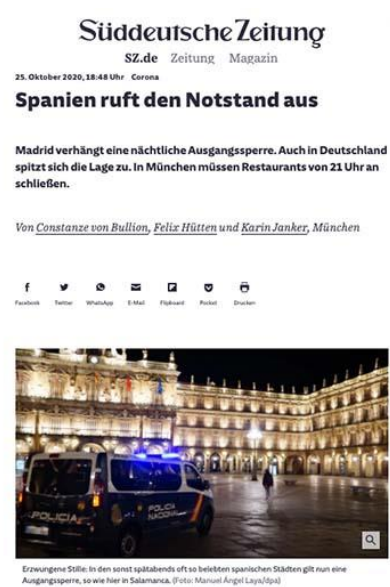 Süddeutsche Zeitung
SZ.de Zeitung Magazin
25. Oktober 2020, 18:48 Uhr Corona
Spanien ruft den Notstand aus
Madrid verhängt eine nächtliche Ausgangssperre. Auch in Deutschland
spitzt sich die Lage zu. In München müssen Restaurants von 21 Uhr an
schließen.
Von Constanze von Bullion, Felix Hütten und Karin Janker, München
Facebook Twitter WhatsApp E-Mail Flipboard Pocket Drucken
POLICIA
POLICIA
NACIONAL
Erzwungene Stille: In den sonst spätabends oft so belebten spanischen Städten gilt nun eine
Ausgangssperre, so wie hier in Salamanca. (Foto: Manuel Ángel Laya/dpa)